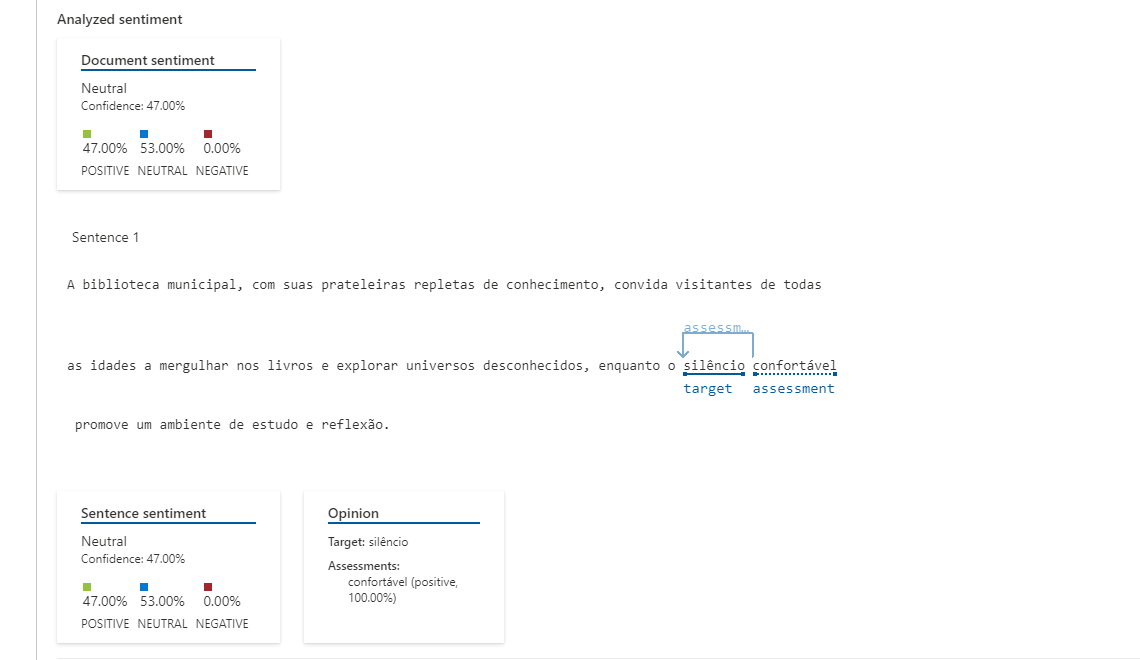 Analyzed sentiment
Document sentiment
Neutral
Confidence: 47.00%
47.00% 53.00% 0.00%
POSITIVE NEUTRAL NEGATIVE
Sentence 1
A biblioteca municipal, com suas prateleiras repletas de conhecimento, convida visitantes de todas
assessm…
as idades a mergulhar nos livros e explorar universos desconhecidos, enquanto o silêncio confortável
target assessment
promove um ambiente de estudo e reflexão.
Sentence sentiment
Neutral
Confidence: 47.00%
47.00% 53.00% 0.00%
POSITIVE NEUTRAL NEGATIVE
Opinion
Target: silêncio
Assessments:
confortável (positive,
100.00%)